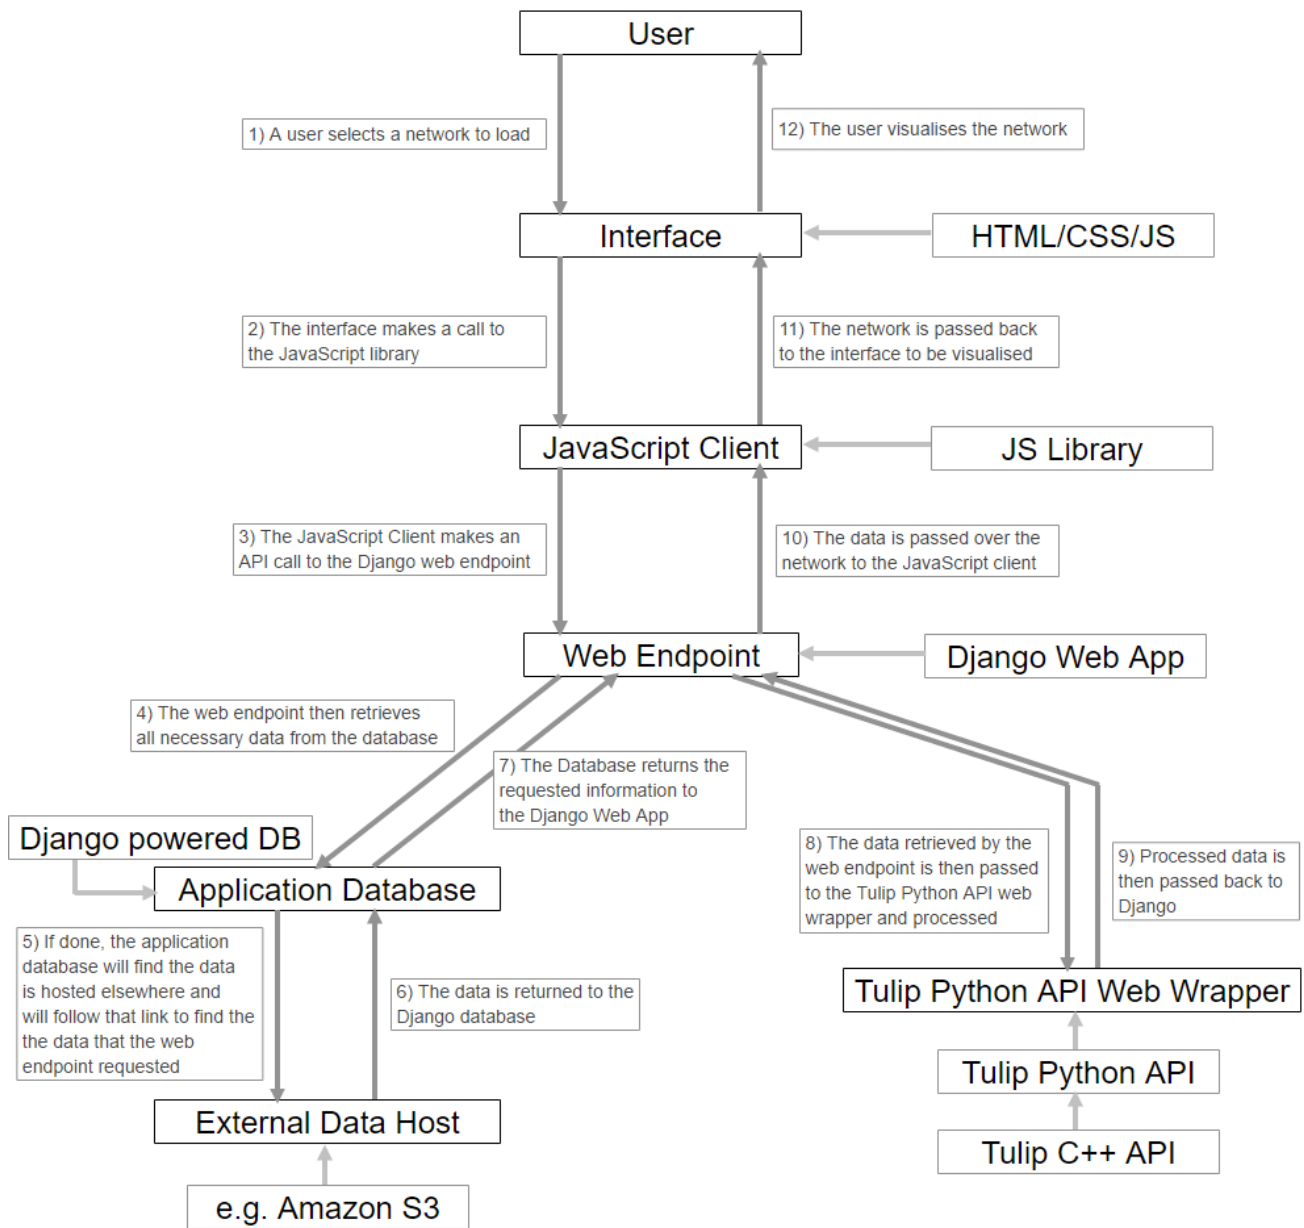 User
1) A user selects a network to load
12) The user visualises the network
Interface
HTML/CSS/JS
2) The interface makes a call to
the JavaScript library
11) The network is passed back
to the interface to be visualised
JavaScript Client
JS Library
3) The JavaScript Client makes an
API call to the Django web endpoint
10) The data is passed over the
network to the JavaScript client
Web Endpoint
Django Web App
4) The web endpoint then retrieves
all necessary data from the database
7) The Database returns the
requested information to
the Django Web App
Django powered DB
Application Database
8) The data retrieved by the
web endpoint is then passed
to the Tulip Python API web
wrapper and processed
9) Processed data is
then passed back to
Django
5) If done, the application
database will find the data
is hosted elsewhere and
will follow that link to find the
the data that the web
endpoint requested
6) The data is returned to the
Django database
Tulip Python API Web Wrapper
Tulip Python API
External Data Host
Tulip C++ API
e.g. Amazon S3